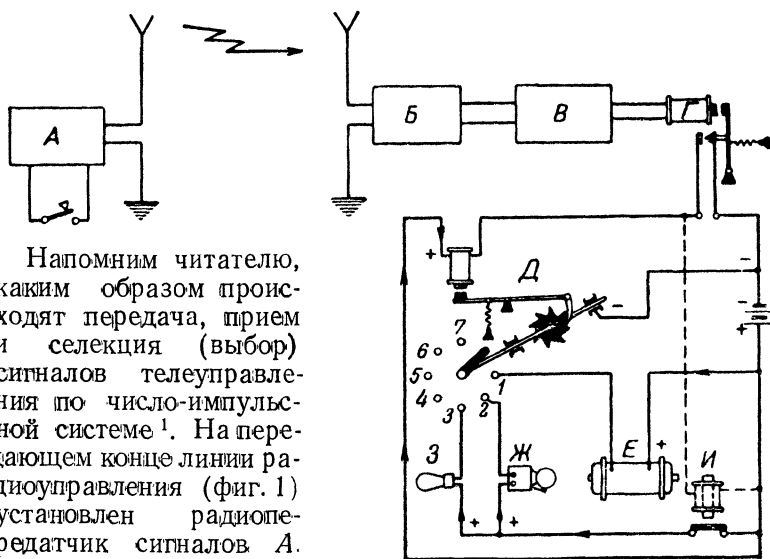 А
Б
В
Г
Д
+
-
-
-
+
7
6
5
4
3
2
1
З
Ж
Е
+
И
+
+
Напомним читателю,
каким образом проис-
ходят передача, прием
и селекция (выбор)
сигналов телеуправле-
ния по число-импульс-
ной системе ¹. На пере-
дающем конце линии ра-
диоуправления (фиг. 1)
установлен радиопе-
редатчик сигналов А.